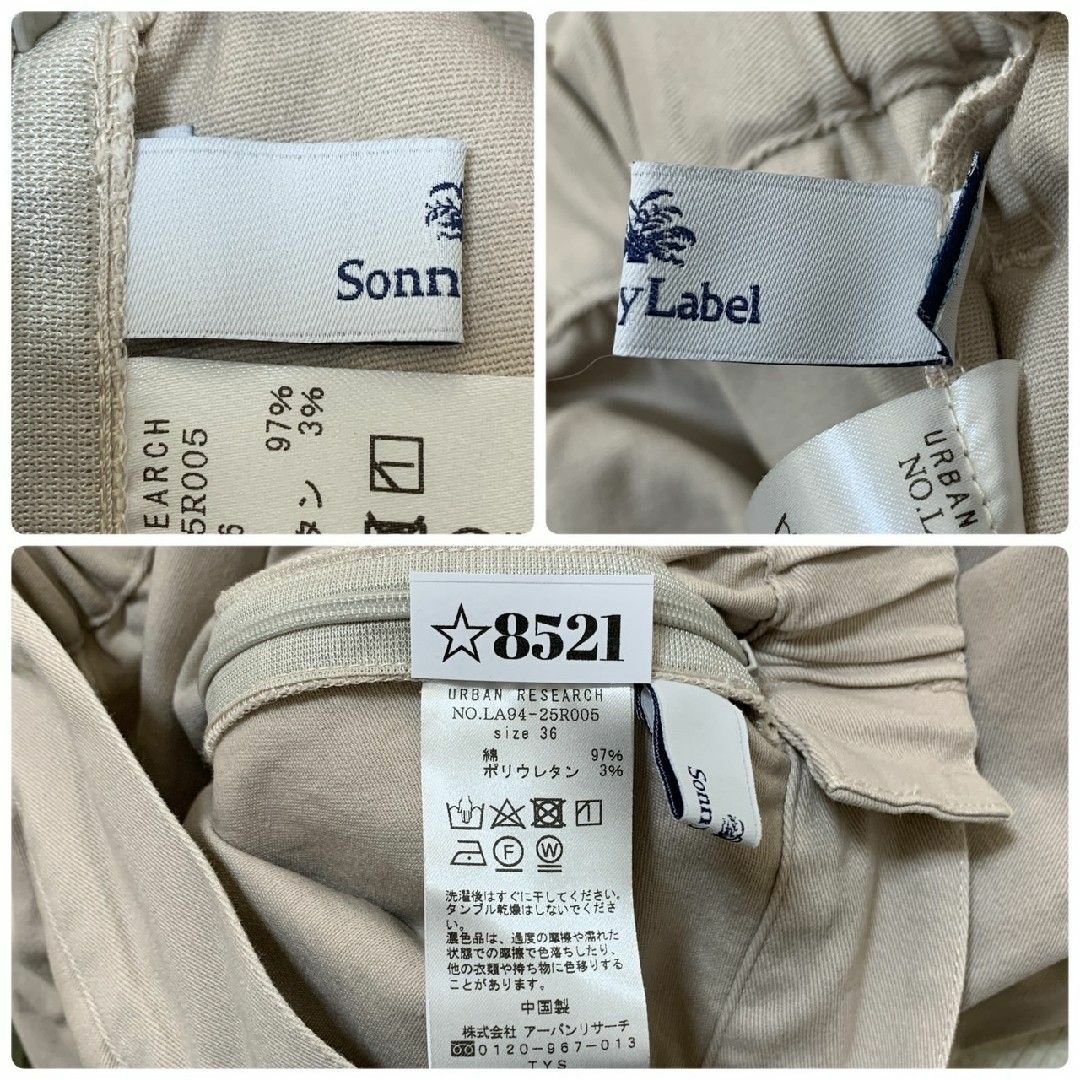 Sonn
EARCH
5R005
6
97%
タン 3%
y Label
URBAN
NO.L
☆8521
URBAN RESEARCH
NO.LA94-25R005
size 36
綿 97%
ポリウレタン 3%
F
W
Sonn
洗濯後はすぐに干してください。
タンブル乾燥はしないでくださ
い。
濃色品は、過度の摩擦や濡れた
状態での摩擦で色落ちしたり、
他の衣類や持ち物に色移りする
ことがあります。
中国製
株式会社 アーバンリサーチ
0120-967-013
TYS